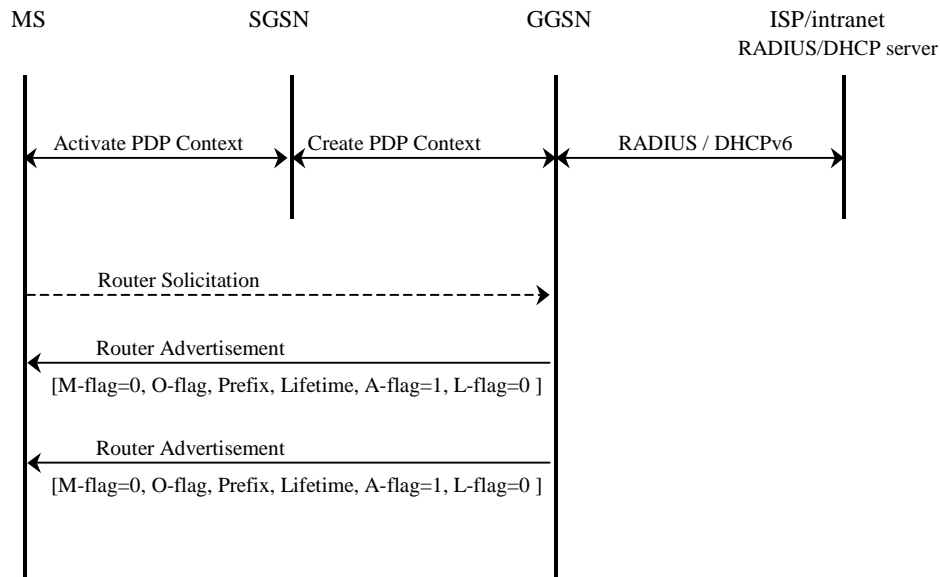 MS SGSN GGSN ISP/intranet
RADIUS/DHCP server
Activate PDP Context Create PDP Context RADIUS / DHCPv6
Router Solicitation
Router Advertisement
[M-flag=0, O-flag, Prefix, Lifetime, A-flag=1, L-flag=0 ]
Router Advertisement
[M-flag=0, O-flag, Prefix, Lifetime, A-flag=1, L-flag=0 ]